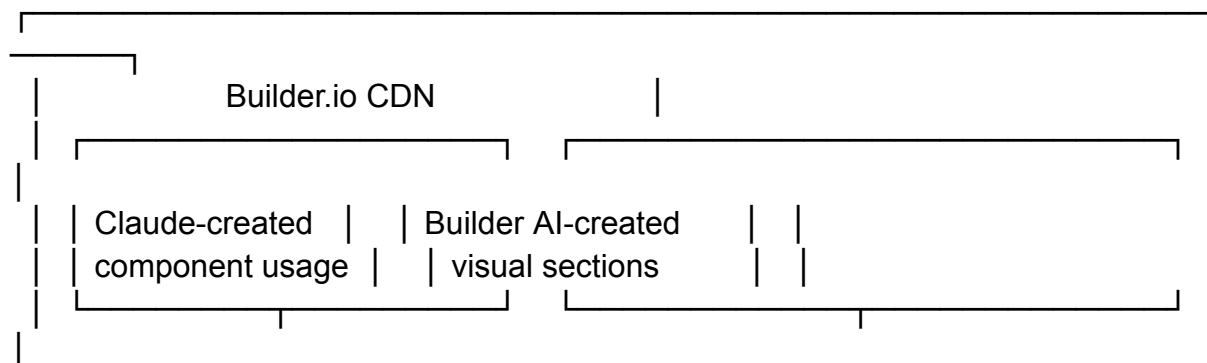 Builder.io CDN
Claude-created Builder AI-created
component usage visual sections